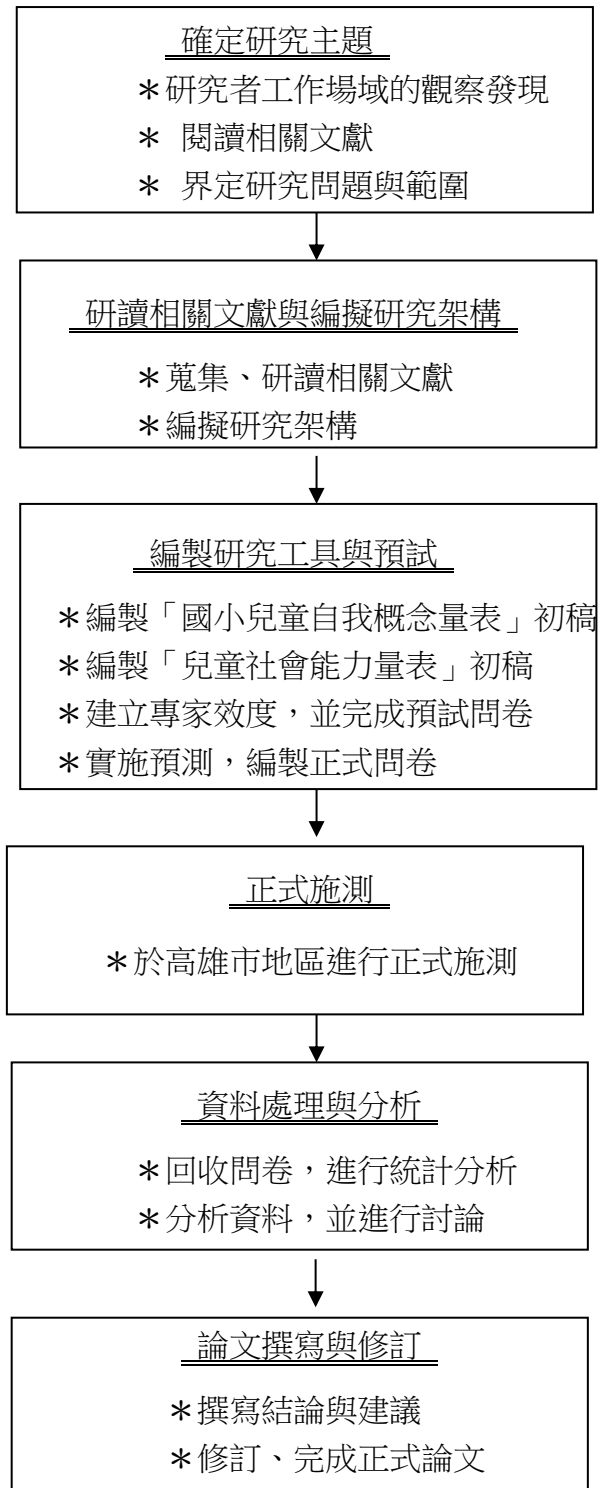 確定研究主題
＊研究者工作場域的觀察發現
＊ 閱讀相關文獻
＊ 界定研究問題與範圍
研讀相關文獻與編擬研究架構
＊蒐集、研讀相關文獻
＊編擬研究架構
編製研究工具與預試
＊編製「國小兒童自我概念量表」初稿
＊編製「兒童社會能力量表」初稿
＊建立專家效度，並完成預試問卷
＊實施預測，編製正式問卷
正式施測
＊於高雄市地區進行正式施測
資料處理與分析
＊回收問卷，進行統計分析
＊分析資料，並進行討論
論文撰寫與修訂
＊撰寫結論與建議
＊修訂、完成正式論文